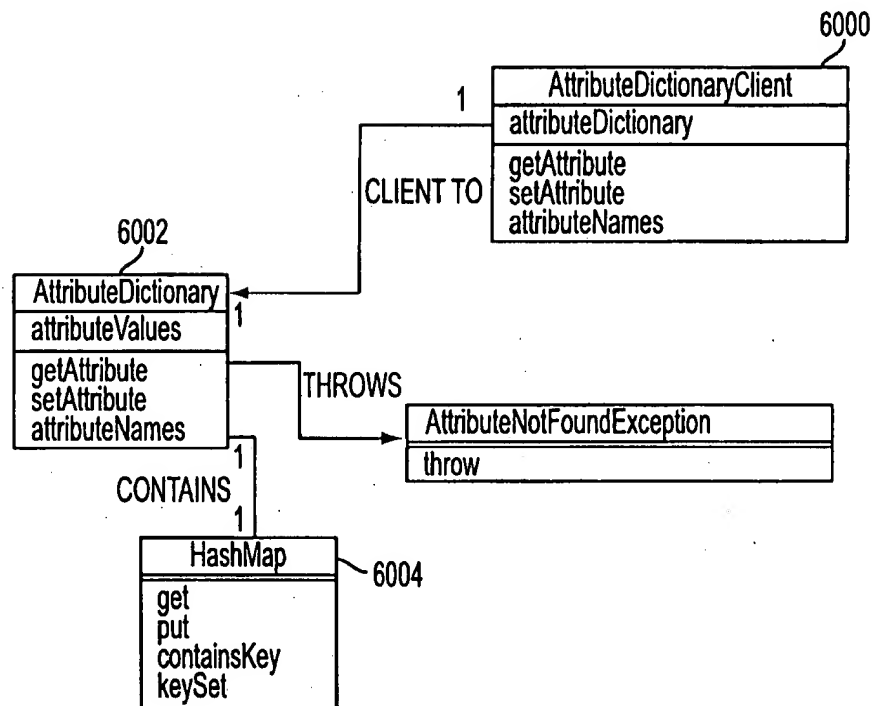 6000
AttributeDictionaryClient
attributeDictionary
getAttribute
setAttribute
attributeNames
1
CLIENT TO
6002
AttributeDictionary
1
attributeValues
getAttribute
setAttribute
attributeNames
THROWS
AttributeNotFoundException
throw
1
CONTAINS
1
HashMap
6004
get
put
containsKey
keySet